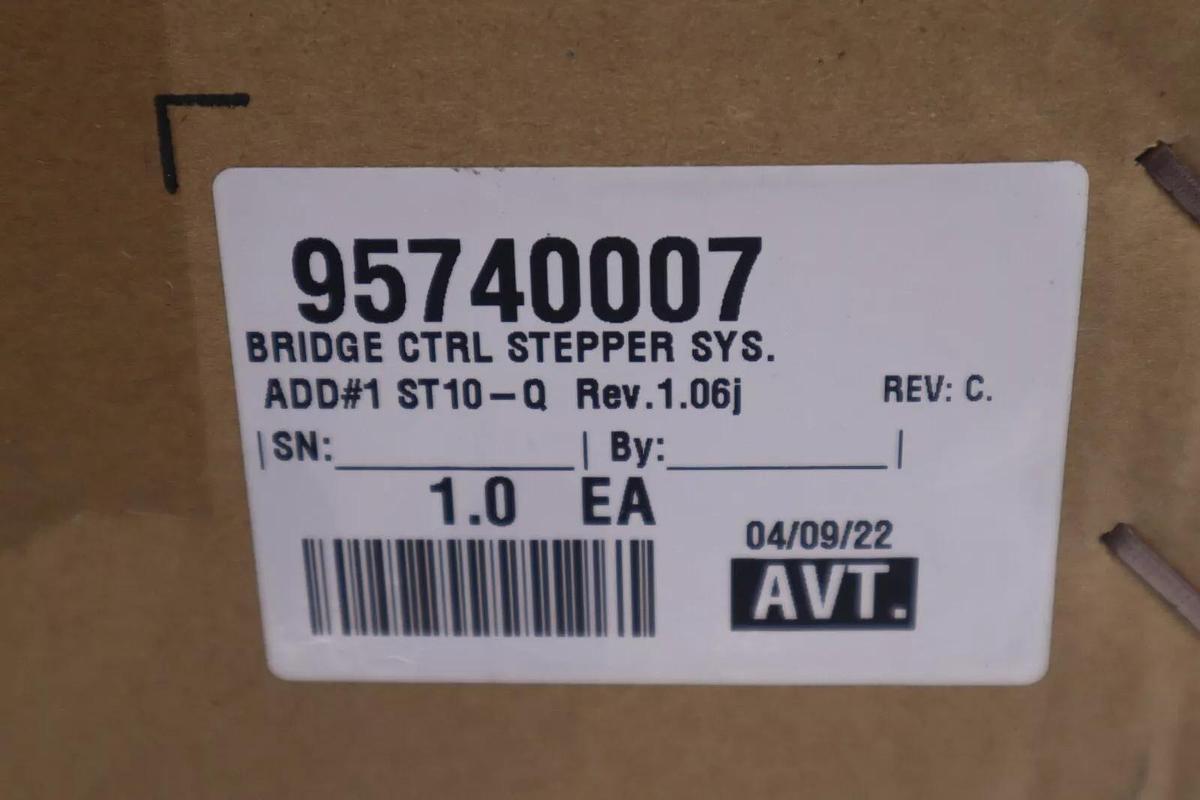 95740007
BRIDGE CTRL STEPPER SYS.
ADD#1 ST10-Q Rev.1.06j REV: C.
|SN:__________| By:__________|
1.0 EA
04/09/22
AVT.